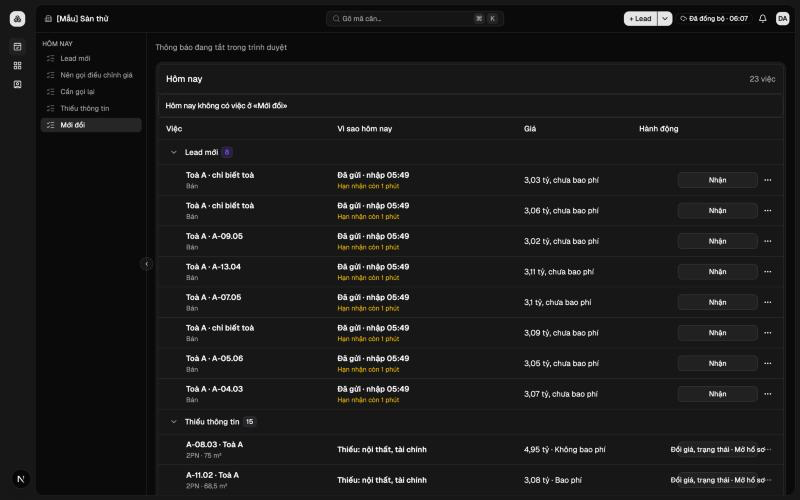 [Mẫu] Sàn thử
Gõ mã căn...
⌘ K
+ Lead
Đã đồng bộ · 06:07
DA
HÔM NAY
Lead mới
Nên gọi điều chỉnh giá
Cần gọi lại
Thiếu thông tin
Mới đổi
Thông báo đang tắt trong trình duyệt
Hôm nay
23 việc
Hôm nay không có việc ở «Mới đổi»
Việc
Vì sao hôm nay
Giá
Hành động
Lead mới 8
Toà A · chỉ biết toà
Bán
Đã gửi · nhập 05:49
Hạn nhận còn 1 phút
3,03 tỷ, chưa bao phí
Nhận
Toà A · chỉ biết toà
Bán
Đã gửi · nhập 05:49
Hạn nhận còn 1 phút
3,06 tỷ, chưa bao phí
Nhận
Toà A · A-09.05
Bán
Đã gửi · nhập 05:49
Hạn nhận còn 1 phút
3,02 tỷ, chưa bao phí
Nhận
Toà A · A-13.04
Bán
Đã gửi · nhập 05:49
Hạn nhận còn 1 phút
3,11 tỷ, chưa bao phí
Nhận
Toà A · A-07.05
Bán
Đã gửi · nhập 05:49
Hạn nhận còn 1 phút
3,1 tỷ, chưa bao phí
Nhận
Toà A · chỉ biết toà
Bán
Đã gửi · nhập 05:49
Hạn nhận còn 1 phút
3,09 tỷ, chưa bao phí
Nhận
Toà A · A-05.06
Bán
Đã gửi · nhập 05:49
Hạn nhận còn 1 phút
3,05 tỷ, chưa bao phí
Nhận
Toà A · A-04.03
Bán
Đã gửi · nhập 05:49
Hạn nhận còn 1 phút
3,07 tỷ, chưa bao phí
Nhận
Thiếu thông tin 15
A-08.03 · Toà A
2PN · 75 m²
Thiếu: nội thất, tài chính
4,95 tỷ · Không bao phí
Đổi giá, trạng thái · Mở hồ sơ
A-11.02 · Toà A
2PN · 68,5 m²
Thiếu: nội thất, tài chính
3,08 tỷ · Bao phí
Đổi giá, trạng thái · Mở hồ sơ
N